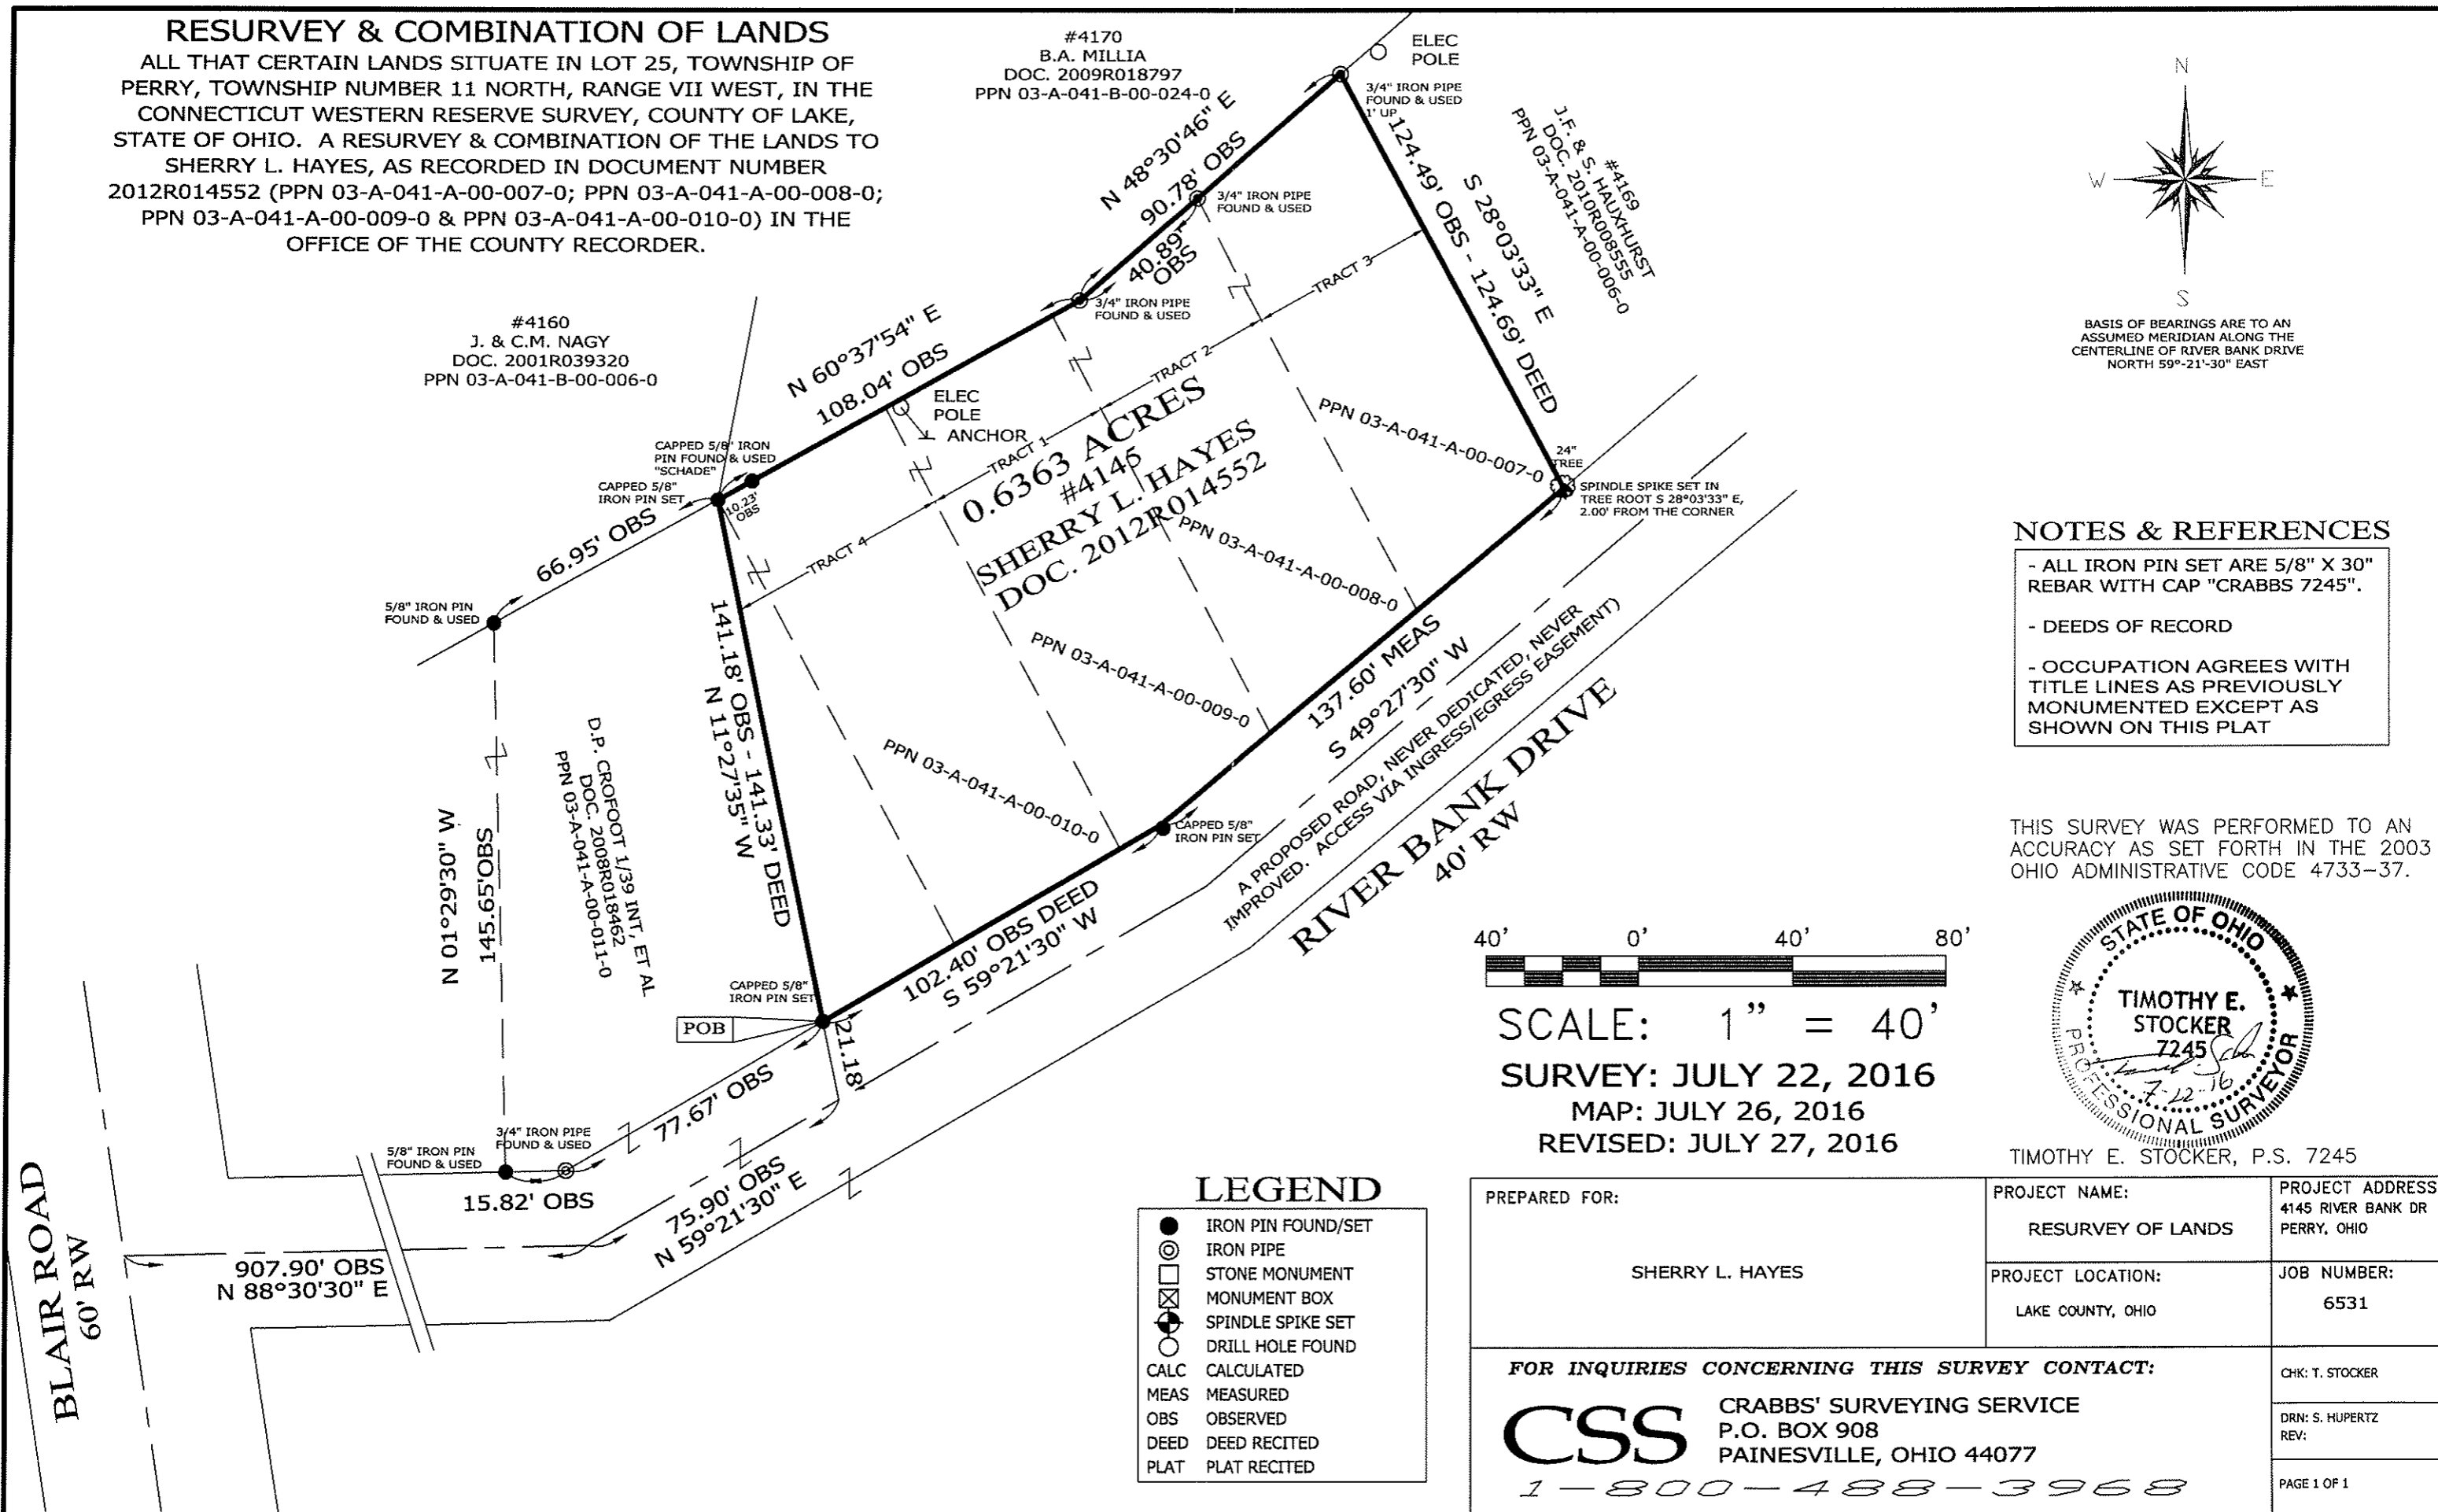 RESURVEY & COMBINATION OF LANDS
ALL THAT CERTAIN LANDS SITUATE IN LOT 25, TOWNSHIP OF
PERRY, TOWNSHIP NUMBER 11 NORTH, RANGE VII WEST, IN THE
CONNECTICUT WESTERN RESERVE SURVEY, COUNTY OF LAKE,
STATE OF OHIO. A RESURVEY & COMBINATION OF THE LANDS TO
SHERRY L. HAYES, AS RECORDED IN DOCUMENT NUMBER
2012R014552 (PPN 03-A-041-A-00-007-0; PPN 03-A-041-A-00-008-0;
PPN 03-A-041-A-00-009-0 & PPN 03-A-041-A-00-010-0) IN THE
OFFICE OF THE COUNTY RECORDER.
#4170
B.A. MILLIA
DOC. 2009R018797
PPN 03-A-041-B-00-024-0
ELEC
POLE
3/4" IRON PIPE
FOUND & USED
1' UP
#4169
J.F. & S. HAUXHURST
DOC. 2010R008555
PPN 03-A-041-A-00-006-0
N 48°30'46" E
90.78' OBS
3/4" IRON PIPE
FOUND & USED
40.89'
OBS
3/4" IRON PIPE
FOUND & USED
124.49' OBS - 124.69' DEED
S 28°03'33" E
#4160
J. & C.M. NAGY
DOC. 2001R039320
PPN 03-A-041-B-00-006-0
N 60°37'54" E
108.04' OBS
ELEC
POLE
ANCHOR
CAPPED 5/8" IRON
PIN FOUND & USED
"SCHADE"
CAPPED 5/8"
IRON PIN SET
10.23'
OBS
66.95' OBS
5/8" IRON PIN
FOUND & USED
TRACT 1
TRACT 2
TRACT 3
TRACT 4
0.6363 ACRES
#4145
SHERRY L. HAYES
DOC. 2012R014552
PPN 03-A-041-A-00-007-0
PPN 03-A-041-A-00-008-0
PPN 03-A-041-A-00-009-0
PPN 03-A-041-A-00-010-0
24"
TREE
SPINDLE SPIKE SET IN
TREE ROOT S 28°03'33" E,
2.00' FROM THE CORNER
141.18' OBS - 141.33' DEED
N 11°27'35" W
D.P. CROFOOT 1/39 INT, ET AL
DOC. 2008R018462
PPN 03-A-041-A-00-011-0
N 01°29'30" W
145.65'OBS
137.60' MEAS
S 49°27'30" W
CAPPED 5/8"
IRON PIN SET
A PROPOSED ROAD, NEVER DEDICATED, NEVER
IMPROVED. ACCESS VIA INGRESS/EGRESS EASEMENT)
RIVER BANK DRIVE
40' RW
102.40' OBS DEED
S 59°21'30" W
CAPPED 5/8"
IRON PIN SET
POB
21.18'
77.67' OBS
3/4" IRON PIPE
FOUND & USED
5/8" IRON PIN
FOUND & USED
15.82' OBS
75.90' OBS
N 59°21'30" E
907.90' OBS
N 88°30'30" E
BLAIR ROAD
60' RW
N
W
E
S
BASIS OF BEARINGS ARE TO AN
ASSUMED MERIDIAN ALONG THE
CENTERLINE OF RIVER BANK DRIVE
NORTH 59°-21'-30" EAST
NOTES & REFERENCES
- ALL IRON PIN SET ARE 5/8" X 30"
REBAR WITH CAP "CRABBS 7245".
- DEEDS OF RECORD
- OCCUPATION AGREES WITH
TITLE LINES AS PREVIOUSLY
MONUMENTED EXCEPT AS
SHOWN ON THIS PLAT
THIS SURVEY WAS PERFORMED TO AN
ACCURACY AS SET FORTH IN THE 2003
OHIO ADMINISTRATIVE CODE 4733-37.
STATE OF OHIO
TIMOTHY E.
STOCKER
7245
PROFESSIONAL SURVEYOR
TIMOTHY E. STOCKER, P.S. 7245
40' 0' 40' 80'
SCALE: 1" = 40'
SURVEY: JULY 22, 2016
MAP: JULY 26, 2016
REVISED: JULY 27, 2016
LEGEND
IRON PIN FOUND/SET
IRON PIPE
STONE MONUMENT
MONUMENT BOX
SPINDLE SPIKE SET
DRILL HOLE FOUND
CALC CALCULATED
MEAS MEASURED
OBS OBSERVED
DEED DEED RECITED
PLAT PLAT RECITED
PREPARED FOR:
SHERRY L. HAYES
PROJECT NAME:
RESURVEY OF LANDS
PROJECT ADDRESS
4145 RIVER BANK DR
PERRY, OHIO
PROJECT LOCATION:
LAKE COUNTY, OHIO
JOB NUMBER:
6531
FOR INQUIRIES CONCERNING THIS SURVEY CONTACT:
CSS
CRABBS' SURVEYING SERVICE
P.O. BOX 908
PAINESVILLE, OHIO 44077
1-800-488-3968
CHK: T. STOCKER
DRN: S. HUPERTZ
REV:
PAGE 1 OF 1